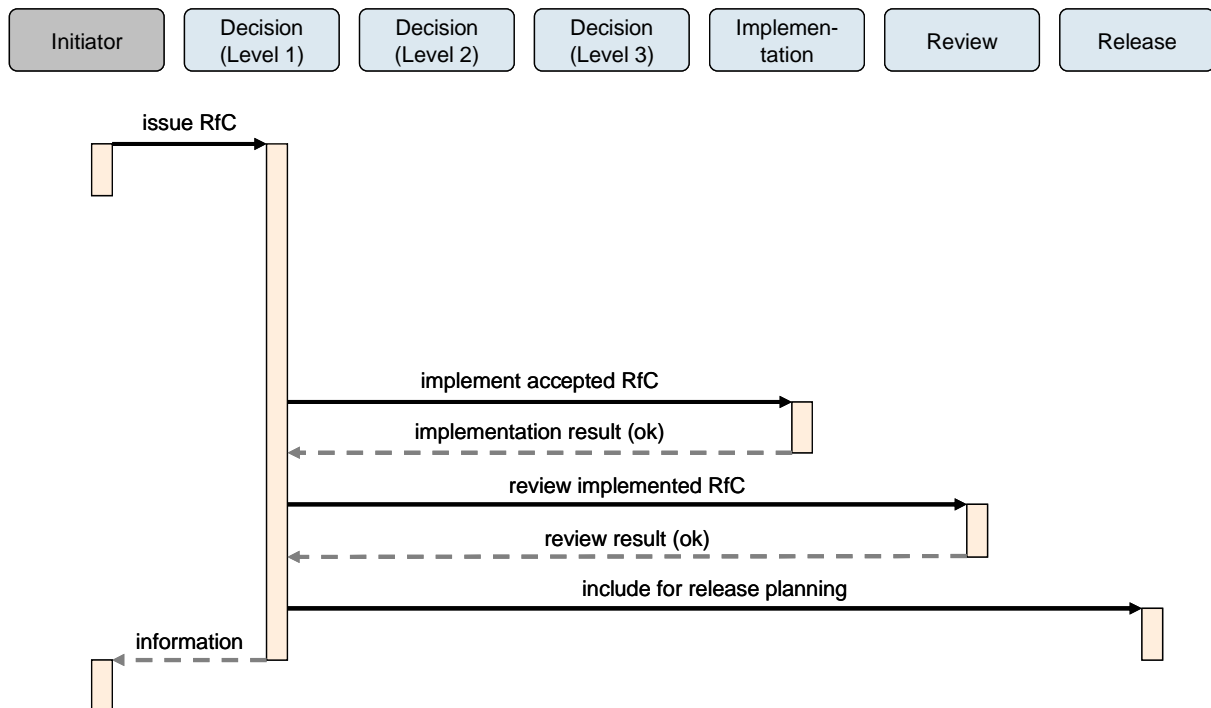 Initiator
Decision
(Level 1)
Decision
(Level 2)
Decision
(Level 3)
Implemen-
tation
Review
Release
issue RfC
implement accepted RfC
implementation result (ok)
review implemented RfC
review result (ok)
include for release planning
information